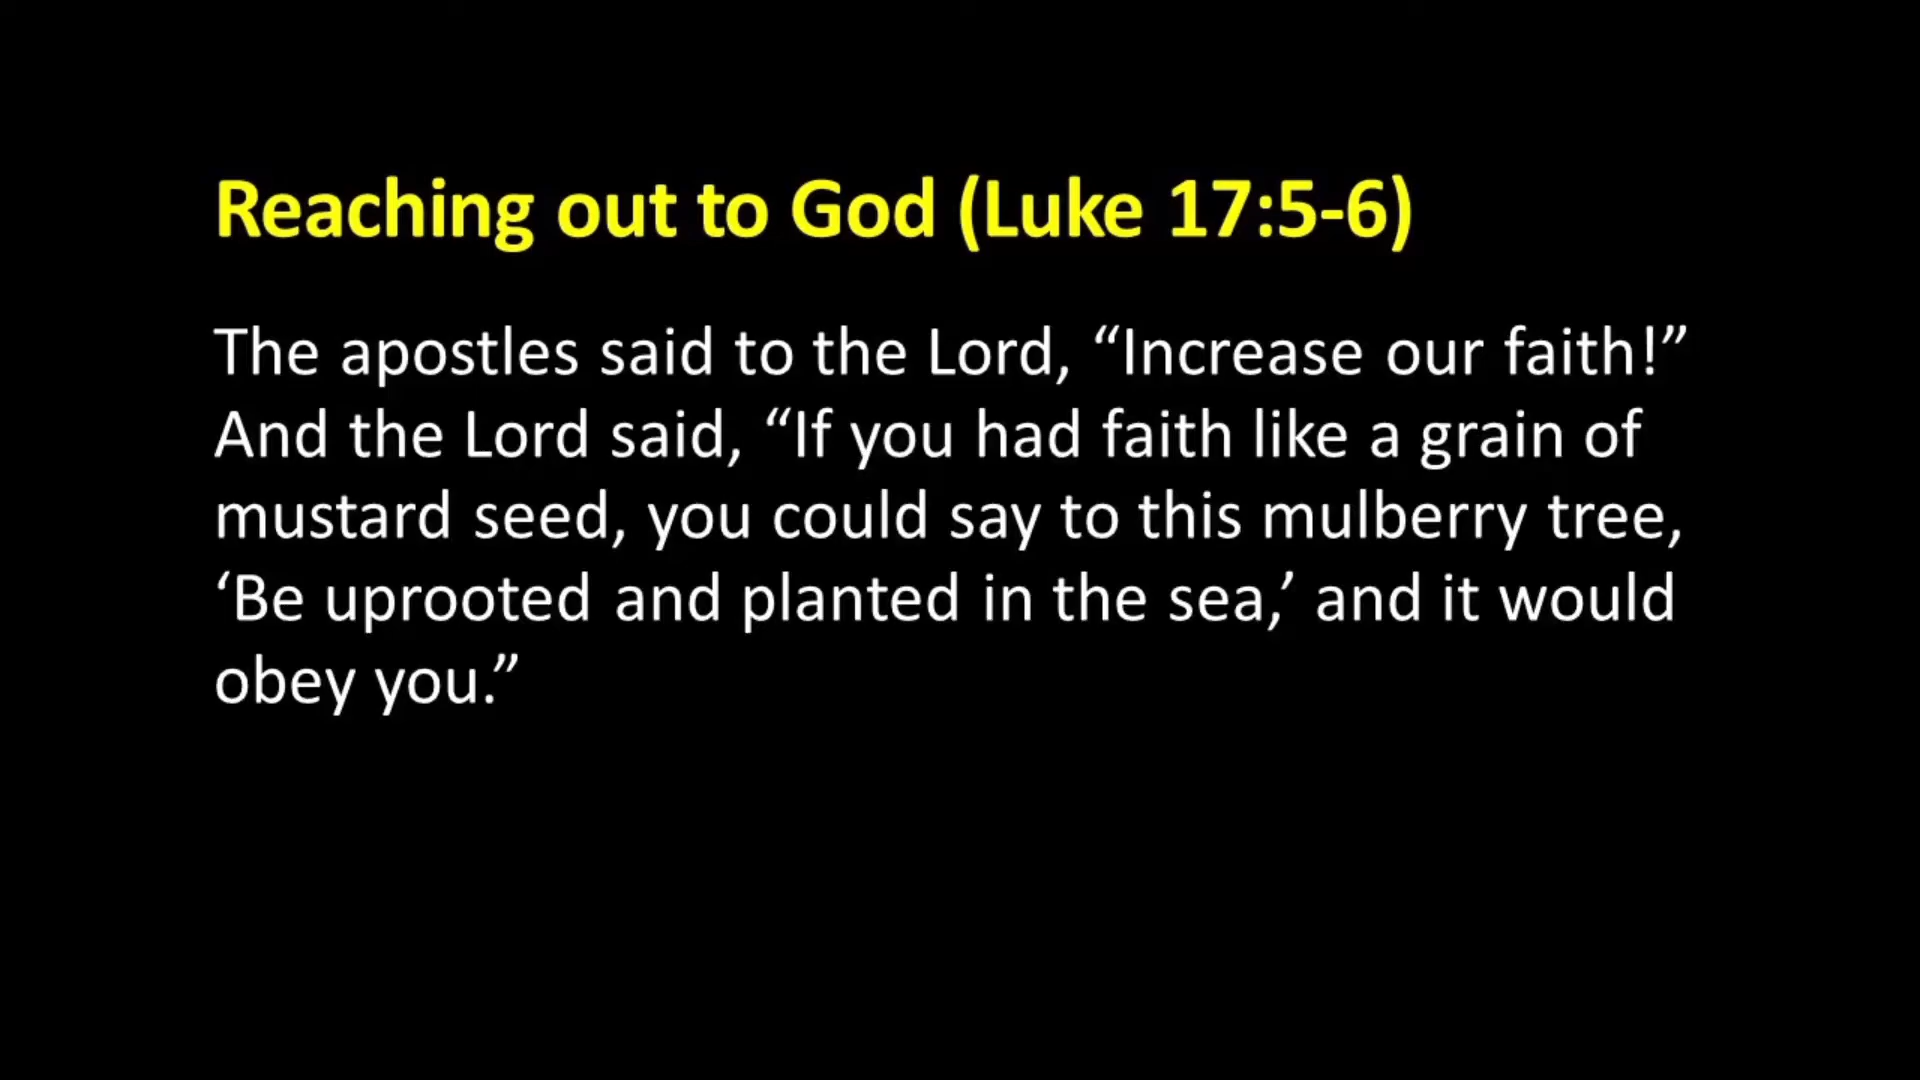 Reaching out to God (Luke 17:5-6)
The apostles said to the Lord, “Increase our faith!”
And the Lord said, “If you had faith like a grain of
mustard seed, you could say to this mulberry tree,
‘Be uprooted and planted in the sea,’ and it would
obey you.”